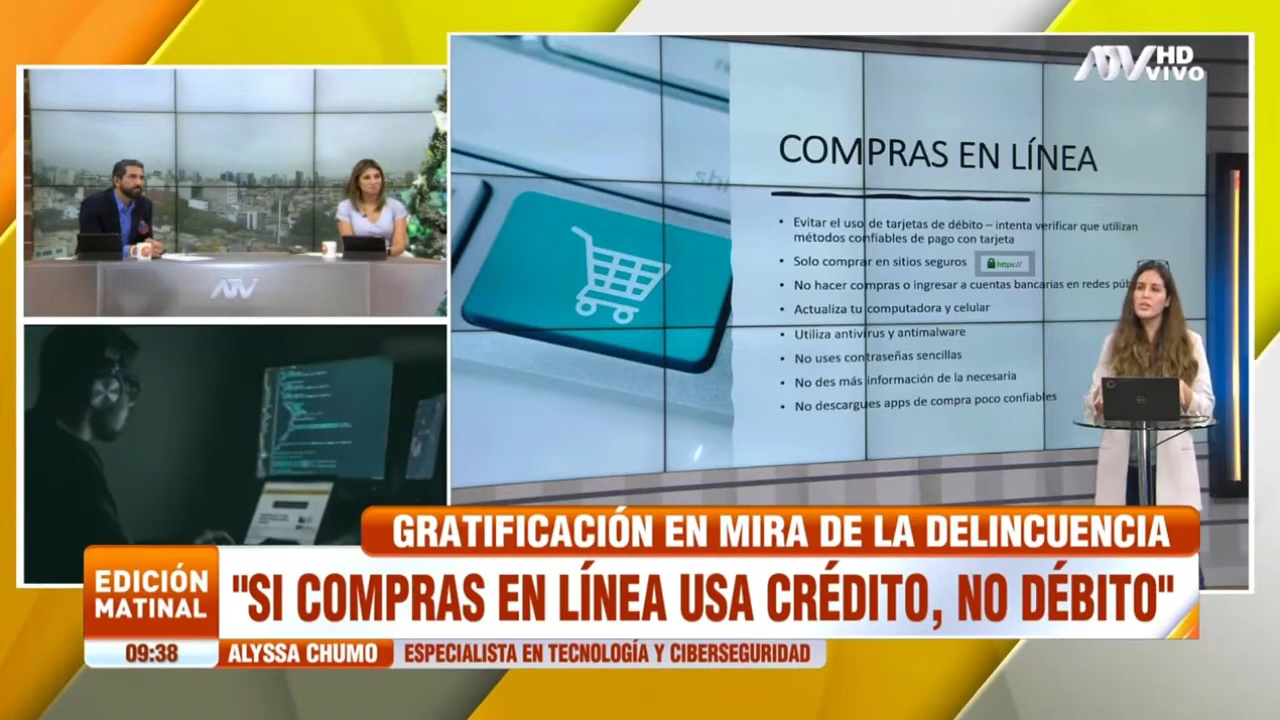 ATV HD
VIVO
COMPRAS EN LÍNEA
• Evitar el uso de tarjetas de débito – intenta verificar que utilizan
métodos confiables de pago con tarjeta
• Solo comprar en sitios seguros https://
• No hacer compras o ingresar a cuentas bancarias en redes púb
• Actualiza tu computadora y celular
• Utiliza antivirus y antimalware
• No uses contraseñas sencillas
• No des más información de la necesaria
• No descargues apps de compra poco confiables
shi
ATV
GRATIFICACIÓN EN MIRA DE LA DELINCUENCIA
EDICIÓN
MATINAL
"SI COMPRAS EN LÍNEA USA CRÉDITO, NO DÉBITO"
09:38
ALYSSA CHUMO
ESPECIALISTA EN TECNOLOGÍA Y CIBERSEGURIDAD